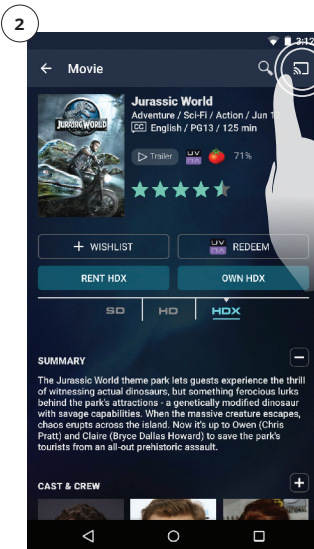 2
3:12
Movie
JURASSIC WORLD
Jurassic World
Adventure / Sci-Fi / Action / Jun 1
CC English / PG13 / 125 min
Trailer UV 71%
+ WISHLIST
UV REDEEM
RENT HDX
OWN HDX
SD HD HDX
SUMMARY
The Jurassic World theme park lets guests experience the thrill
of witnessing actual dinosaurs, but something ferocious lurks
behind the park's attractions - a genetically modified dinosaur
with savage capabilities. When the massive creature escapes,
chaos erupts across the island. Now it's up to Owen (Chris
Pratt) and Claire (Bryce Dallas Howard) to save the park's
tourists from an all-out prehistoric assault.
CAST & CREW